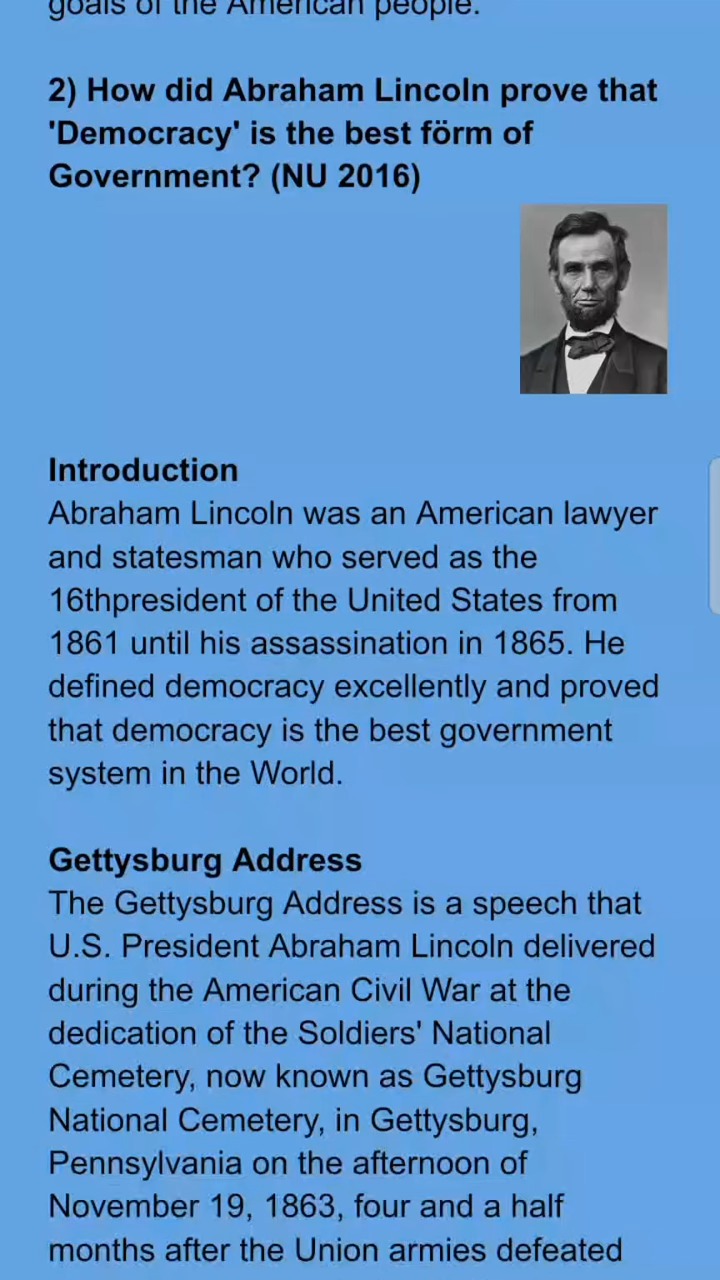 goals of the American people.
2) How did Abraham Lincoln prove that
'Democracy' is the best förm of
Government? (NU 2016)
Introduction
Abraham Lincoln was an American lawyer
and statesman who served as the
16thpresident of the United States from
1861 until his assassination in 1865. He
defined democracy excellently and proved
that democracy is the best government
system in the World.
Gettysburg Address
The Gettysburg Address is a speech that
U.S. President Abraham Lincoln delivered
during the American Civil War at the
dedication of the Soldiers' National
Cemetery, now known as Gettysburg
National Cemetery, in Gettysburg,
Pennsylvania on the afternoon of
November 19, 1863, four and a half
months after the Union armies defeated